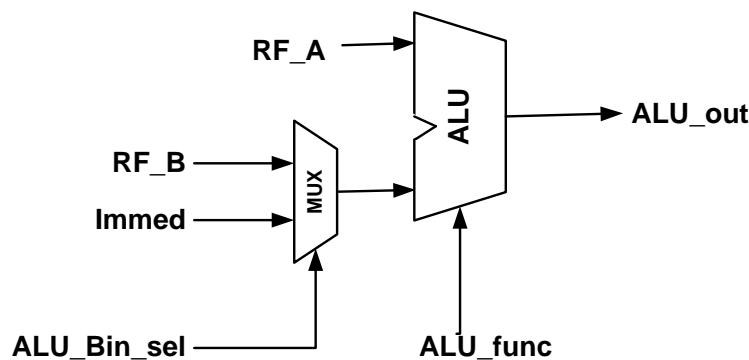 RF_A
ALU
ALU_out
RF_B
MUX
Immed
ALU_Bin_sel
ALU_func